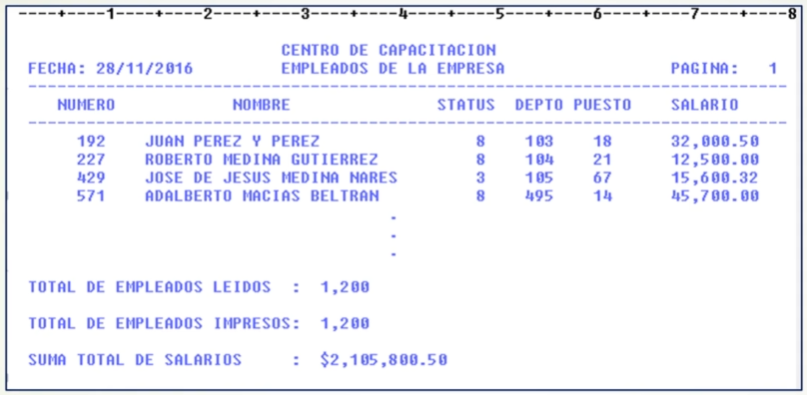 ----+----1----+----2----+----3----+----4----+----5----+----6----+----7----+----8
CENTRO DE CAPACITACION
FECHA: 28/11/2016 EMPLEADOS DE LA EMPRESA PAGINA: 1
--------------------------------------------------------------------------------
NUMERO NOMBRE STATUS DEPTO PUESTO SALARIO
--------------------------------------------------------------------------------
192 JUAN PEREZ Y PEREZ 8 103 18 32,000.50
227 ROBERTO MEDINA GUTIERREZ 8 104 21 12,500.00
429 JOSE DE JESUS MEDINA NARES 3 105 67 15,600.32
571 ADALBERTO MACIAS BELTRAN 8 495 14 45,700.00
.
.
.
TOTAL DE EMPLEADOS LEIDOS : 1,200
TOTAL DE EMPLEADOS IMPRESOS: 1,200
SUMA TOTAL DE SALARIOS : $2,105,800.50